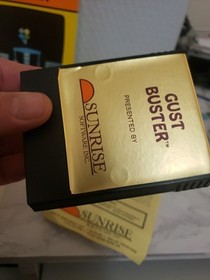 GUST
BUSTER™
PRESENTED BY
SUNRISE
SOFTWARE INC.
SUNRISE